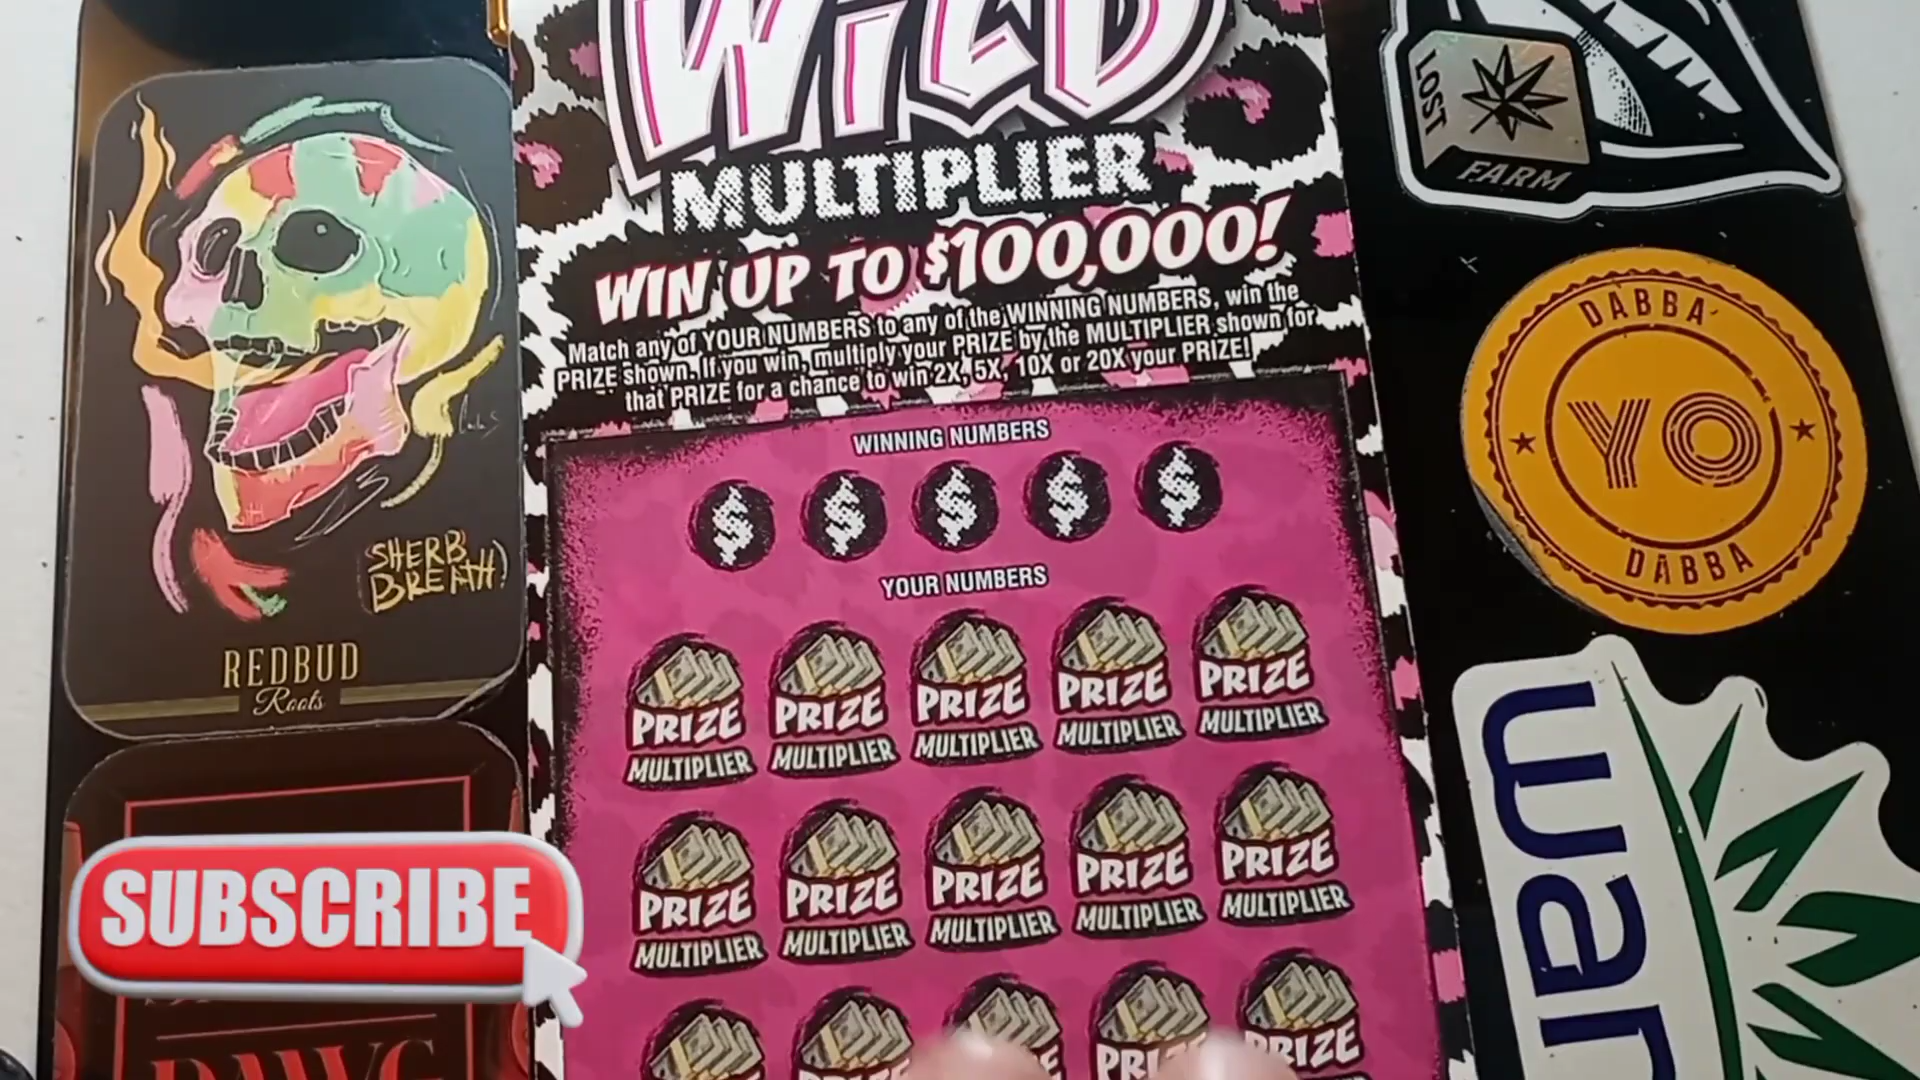 WILD
MULTIPLIER
WIN UP TO $100,000!
Match any of YOUR NUMBERS to any of the WINNING NUMBERS, win the
PRIZE shown. If you win, multiply your PRIZE by the MULTIPLIER shown for
that PRIZE for a chance to win 2X, 5X, 10X or 20X your PRIZE!
WINNING NUMBERS
$ $ $ $ $
YOUR NUMBERS
PRIZE PRIZE PRIZE PRIZE PRIZE
MULTIPLIER MULTIPLIER MULTIPLIER MULTIPLIER MULTIPLIER
PRIZE PRIZE PRIZE PRIZE PRIZE
MULTIPLIER MULTIPLIER MULTIPLIER MULTIPLIER MULTIPLIER
PRIZE
SHERB
BREATH)
REDBUD
Roots
SUBSCRIBE
DAWG
LOST
FARM
DABBA
YO
DABBA
war